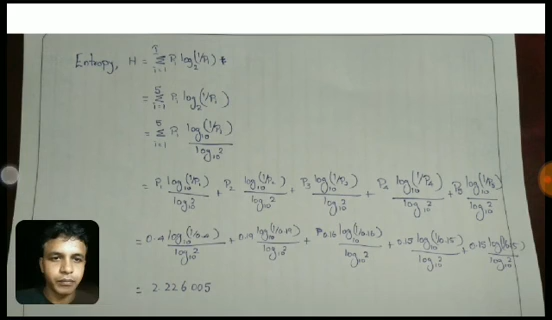 Entropy, H = Σ_{i=1}^{J} P_i log_2 (1/P_i)
= Σ_{i=1}^{5} P_i log_2 (1/P_i)
= Σ_{i=1}^{5} P_i log_10 (1/P_i) / log_10 2
= P_1 log_10 (1/P_1) / log_10 2 + P_2 log_10 (1/P_2) / log_10 2 + P_3 log_10 (1/P_3) / log_10 2 + P_4 log_10 (1/P_4) / log_10 2 + P_5 log_10 (1/P_5) / log_10 2
= 0.4 log_10 (1/0.4) / log_10 2 + 0.19 log_10 (1/0.19) / log_10 2 + 0.16 log_10 (1/0.16) / log_10 2 + 0.15 log_10 (1/0.15) / log_10 2 + 0.15 log_10 / log_10 2
= 2.226005